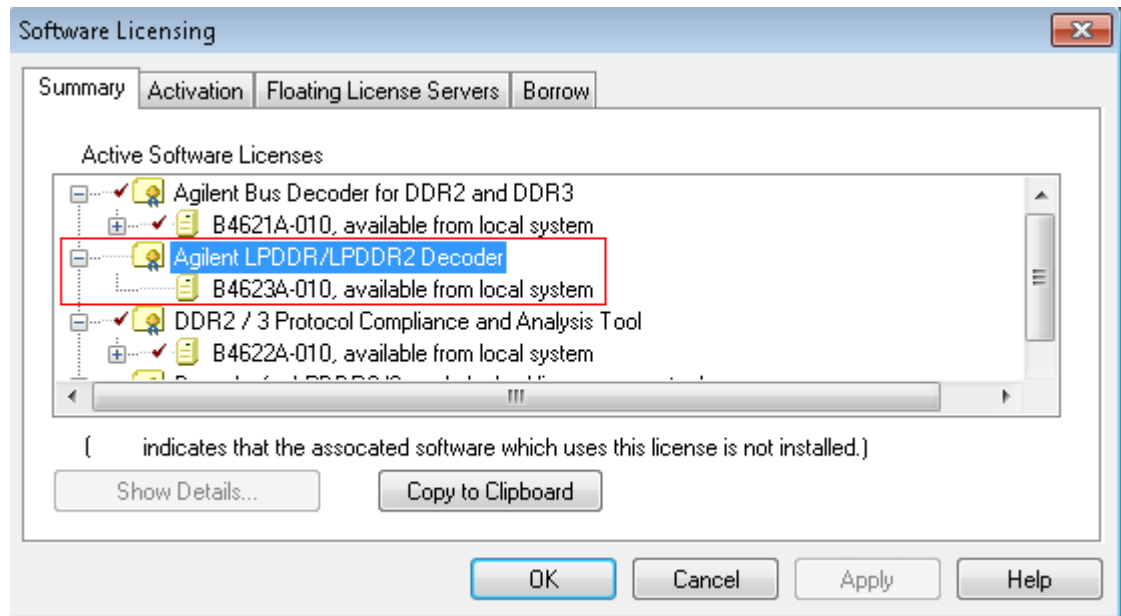 Software Licensing
Summary Activation Floating License Servers Borrow
Active Software Licenses
Agilent Bus Decoder for DDR2 and DDR3
B4621A-010, available from local system
Agilent LPDDR/LPDDR2 Decoder
B4623A-010, available from local system
DDR2 / 3 Protocol Compliance and Analysis Tool
B4622A-010, available from local system
( indicates that the assocated software which uses this license is not installed.)
Show Details... Copy to Clipboard
OK Cancel Apply Help